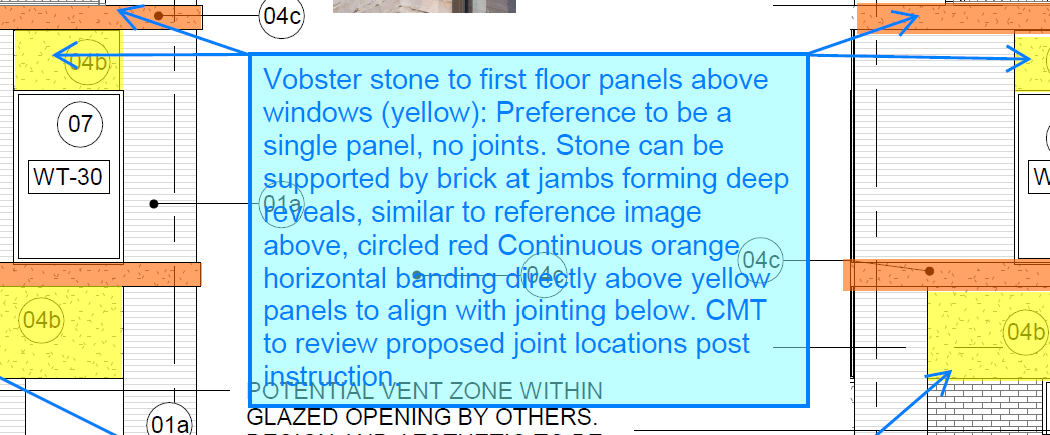 04c
04b
07
WT-30
01a
Vobster stone to first floor panels above
windows (yellow): Preference to be a
single panel, no joints. Stone can be
supported by brick at jambs forming deep
reveals, similar to reference image
above, circled red Continuous orange
horizontal banding directly above yellow
panels to align with jointing below. CMT
to review proposed joint locations post
instruction.
04c
04c
04b
04b
POTENTIAL VENT ZONE WITHIN
GLAZED OPENING BY OTHERS.
01a